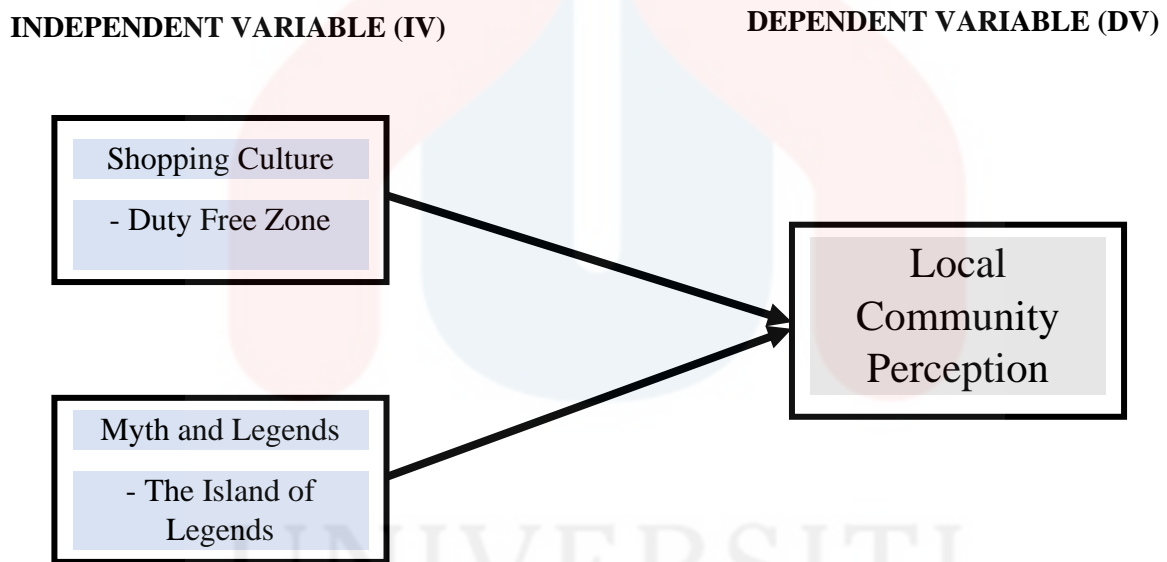 INDEPENDENT VARIABLE (IV)
DEPENDENT VARIABLE (DV)
Shopping Culture
- Duty Free Zone
Local
Community
Perception
Myth and Legends
- The Island of
Legends
UNIVERSITI